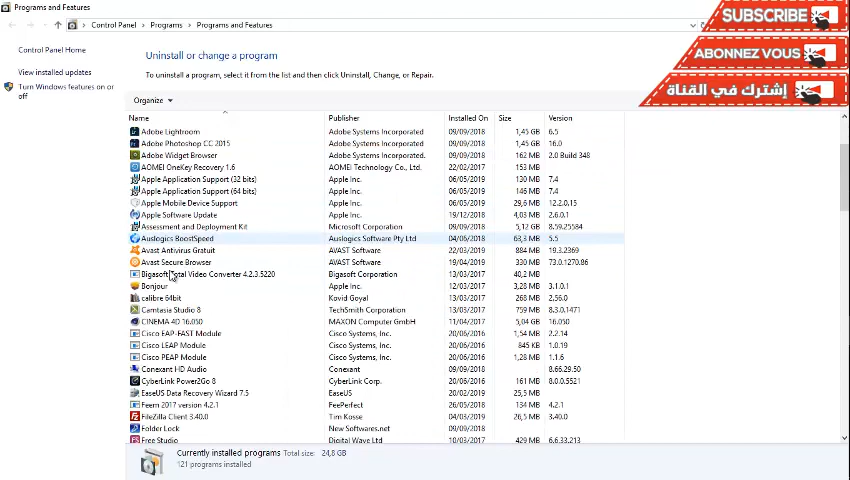 Programs and Features
SUBSCRIBE
Control Panel > Programs > Programs and Features
Control Panel Home
Uninstall or change a program
ABONNEZ VOUS
View installed updates
To uninstall a program, select it from the list and then click Uninstall, Change, or Repair.
Turn Windows features on or
off
إشترك في القناة
Organize
Name Publisher Installed On Size Version
Adobe Lightroom Adobe Systems Incorporated 09/09/2018 1,45 GB 6.5
Adobe Photoshop CC 2015 Adobe Systems Incorporated 09/09/2018 1,45 GB 16.0
Adobe Widget Browser Adobe Systems Incorporated. 09/09/2018 162 MB 2.0 Build 348
AOMEI OneKey Recovery 1.6 AOMEI Technology Co., Ltd. 22/02/2017 153 MB
Apple Application Support (32 bits) Apple Inc. 06/05/2019 130 MB 7.4
Apple Application Support (64 bits) Apple Inc. 06/05/2019 146 MB 7.4
Apple Mobile Device Support Apple Inc. 06/05/2019 29,6 MB 12.2.0.15
Apple Software Update Apple Inc. 19/12/2018 4,03 MB 2.6.0.1
Assessment and Deployment Kit Microsoft Corporation 09/09/2018 5,12 GB 8.59.25584
Auslogics BoostSpeed Auslogics Software Pty Ltd 04/06/2018 63,3 MB 5.5
Avast Antivirus Gratuit AVAST Software 22/03/2019 884 MB 19.3.2369
Avast Secure Browser AVAST Software 06/05/2019 330 MB 73.0.1270.86
Bigasoft Total Video Converter 4.2.3.5220 Bigasoft Corporation 13/03/2017 40,2 MB
Bonjour Apple Inc. 12/02/2017 3,28 MB 3.1.0.1
calibre 64bit Kovid Goyal 13/03/2017 268 MB 2.56.0
Camtasia Studio 8 TechSmith Corporation 13/03/2017 759 MB 8.3.0.1471
CINEMA 4D 16.050 MAXON Computer GmbH 11/04/2017 5,04 GB 16.050
Cisco EAP-FAST Module Cisco Systems, Inc. 20/06/2016 1,54 MB 2.2.14
Cisco LEAP Module Cisco Systems, Inc. 20/06/2016 845 KB 1.0.19
Cisco PEAP Module Cisco Systems, Inc. 20/06/2016 1,28 MB 1.1.6
Conexant HD Audio Conexant 09/09/2018 8.66.29.50
CyberLink Power2Go 8 CyberLink Corp. 20/06/2016 161 MB 8.0.0.5521
EaseUS Data Recovery Wizard 7.5 EaseUS 20/03/2017 25,5 MB
Feem 2017 version 4.2.1 FeePerfect 26/05/2018 134 MB 4.2.1
FileZilla Client 3.40.0 Tim Kosse 04/03/2019 26,5 MB 3.40.0
Folder Lock New Softwares.net 09/09/2018
Free Studio Digital Wave Ltd 10/03/2017 429 MB 6.6.33.213
Currently installed programs Total size: 24,8 GB
121 programs installed